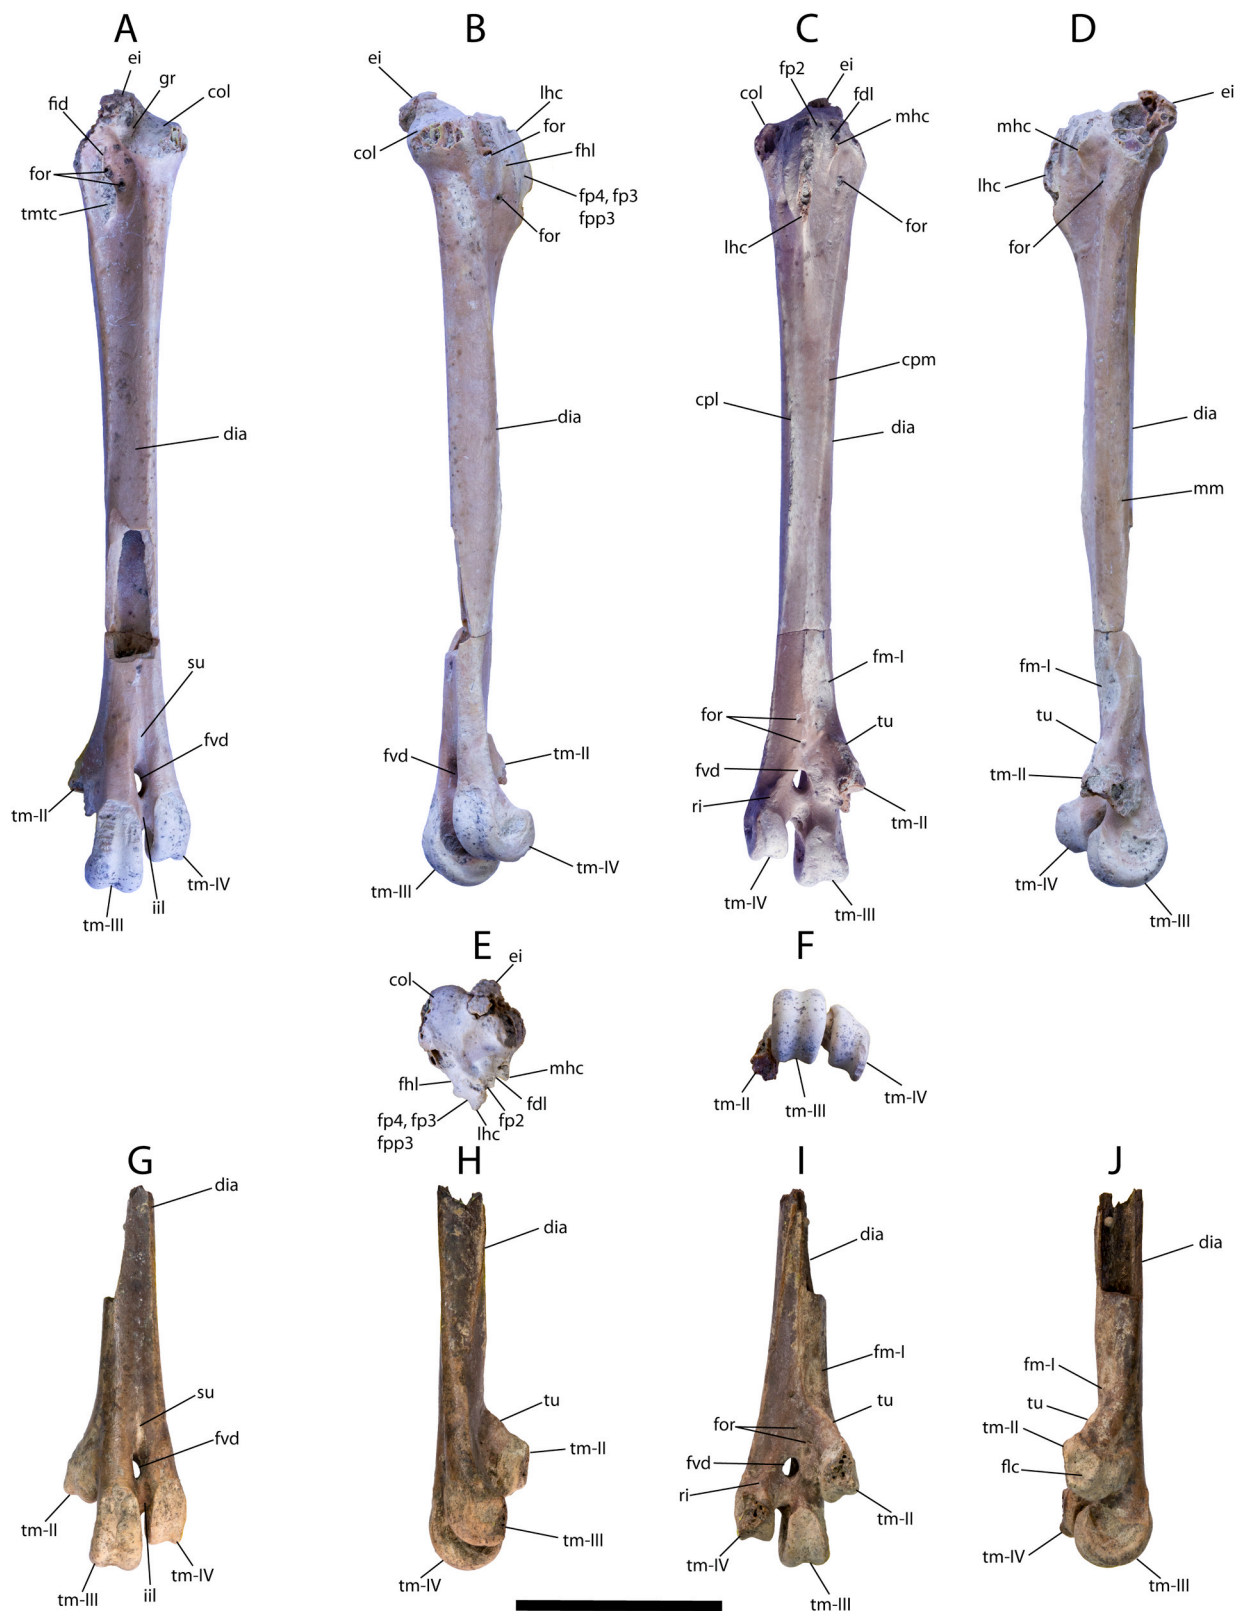 A
ei
gr
fid
col
for
tmtc
dia
su
fvd
tm-II
tm-IV
iil
tm-III
B
ei
lhc
for
col
fhl
fp4, fp3
fpp3
for
dia
tm-II
fvd
tm-IV
tm-III
C
ei
fp2
fdl
col
mhc
for
lhc
cpm
cpl
dia
fm-I
for
tu
fvd
ri
tm-II
tm-IV
tm-III
D
ei
mhc
lhc
for
dia
mm
fm-I
tu
tm-II
tm-IV
tm-III
E
ei
col
mhc
fhl
fdl
fp4, fp3
fp2
lhc
fpp3
F
tm-IV
tm-II
tm-III
G
dia
su
fvd
tm-II
tm-IV
tm-III
iil
H
dia
tu
tm-II
tm-III
tm-IV
I
dia
fm-I
tu
for
fvd
ri
tm-II
tm-IV
tm-III
J
dia
fm-I
tu
tm-II
flc
tm-IV
tm-III